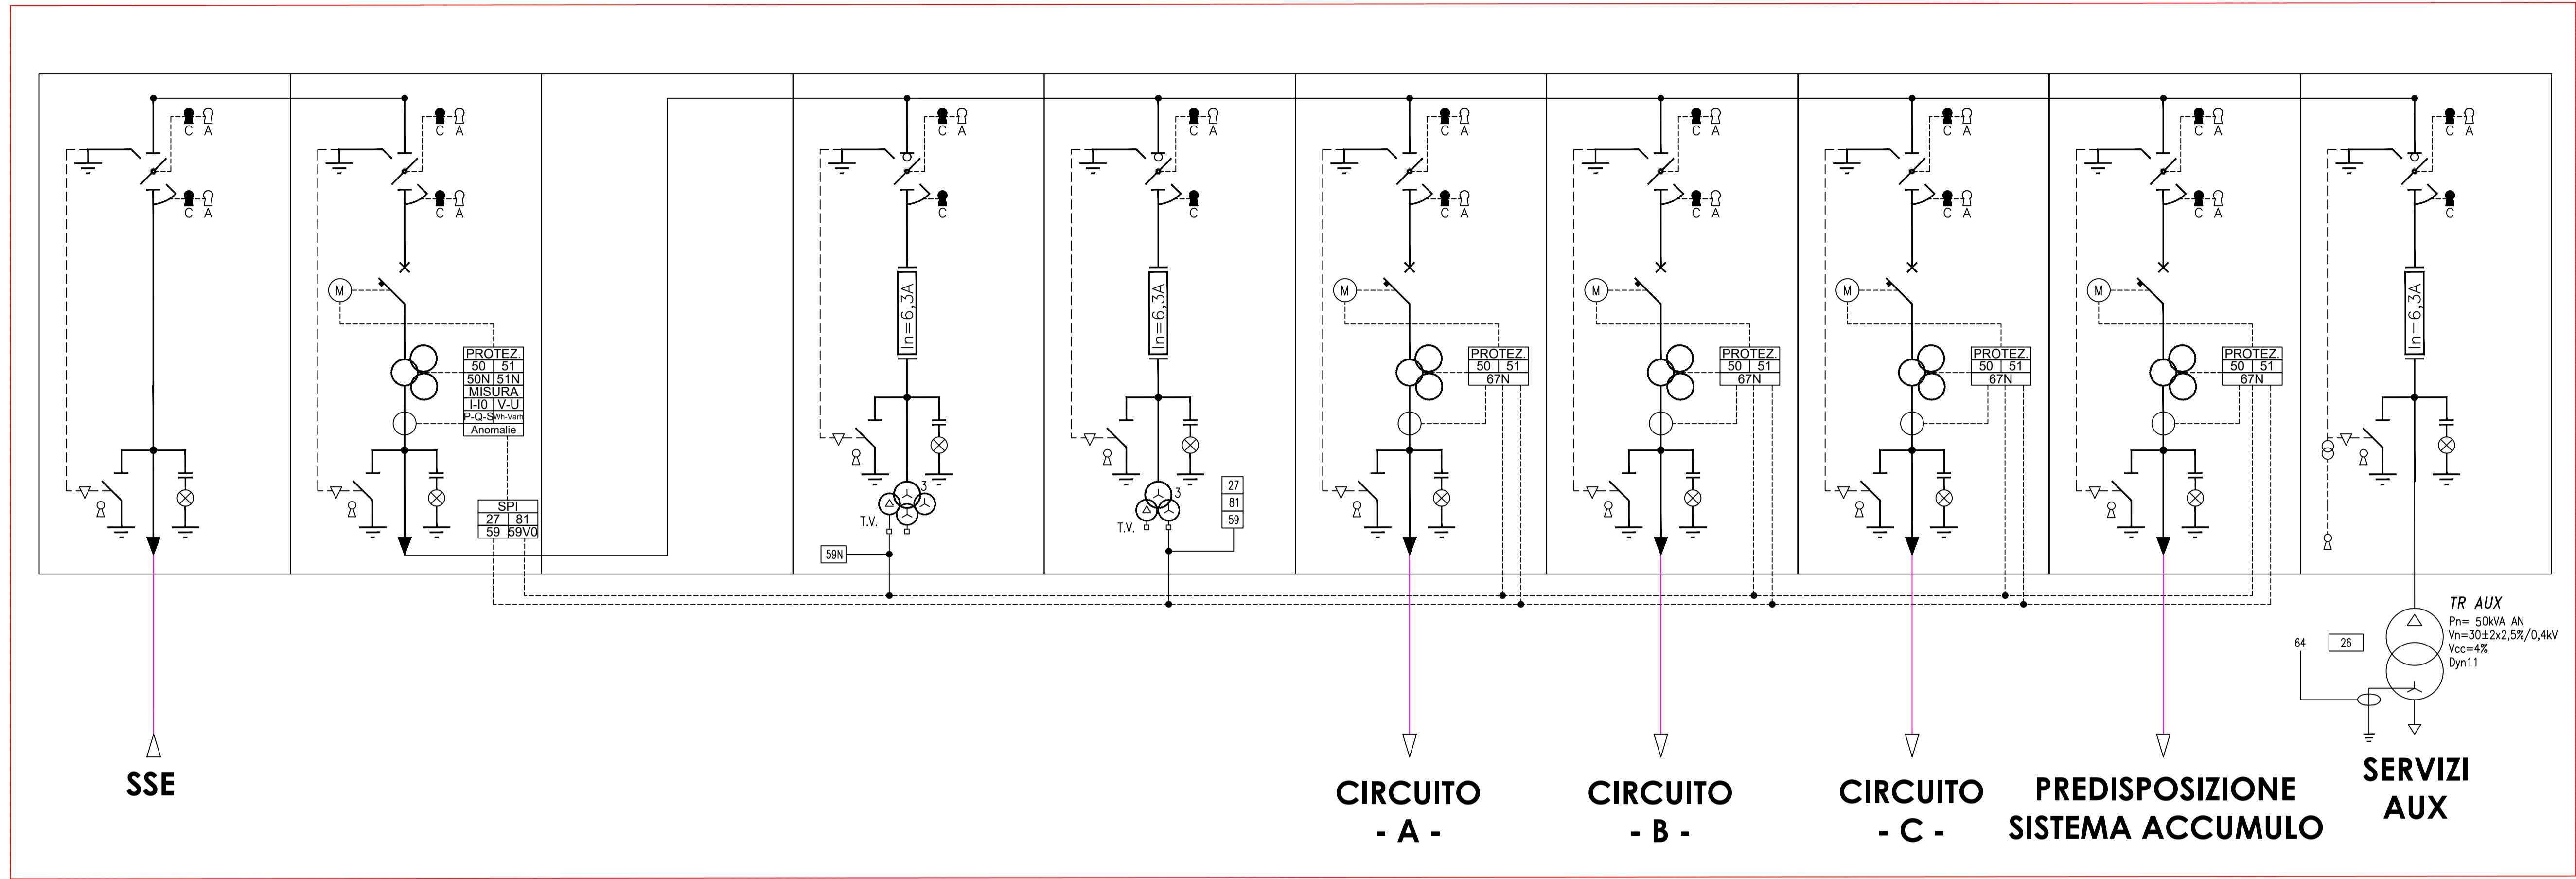 C A
C A
C A
C A
M
PROTEZ.
50 51
50N 51N
MISURA
I-I0 V-U
P-Q-S Wh-Varh
Anomalie
SPI
27 81
59 59V0
C A
C
In=6,3A
3
T.V.
59N
C A
C
In=6,3A
3
T.V.
27
81
59
C A
C A
M
PROTEZ.
50 51
67N
C A
C A
M
PROTEZ.
50 51
67N
C A
C A
M
PROTEZ.
50 51
67N
C A
C A
M
PROTEZ.
50 51
67N
C A
C
In=6,3A
TR AUX
Pn= 50kVA AN
Vn=30±2x2,5%/0,4kV
Vcc=4%
Dyn11
64
26
SSE
CIRCUITO
- A -
CIRCUITO
- B -
CIRCUITO
- C -
PREDISPOSIZIONE
SISTEMA ACCUMULO
SERVIZI
AUX